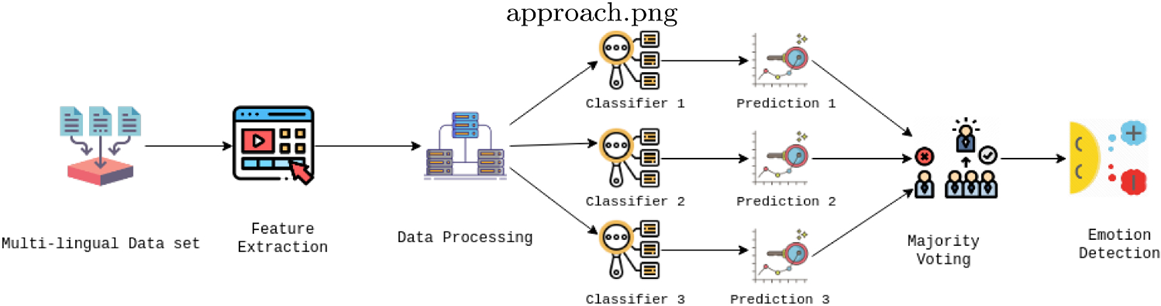 approach.png
Multi-lingual Data set
Feature
Extraction
Data Processing
Classifier 1
Prediction 1
Classifier 2
Prediction 2
Classifier 3
Prediction 3
Majority
Voting
Emotion
Detection